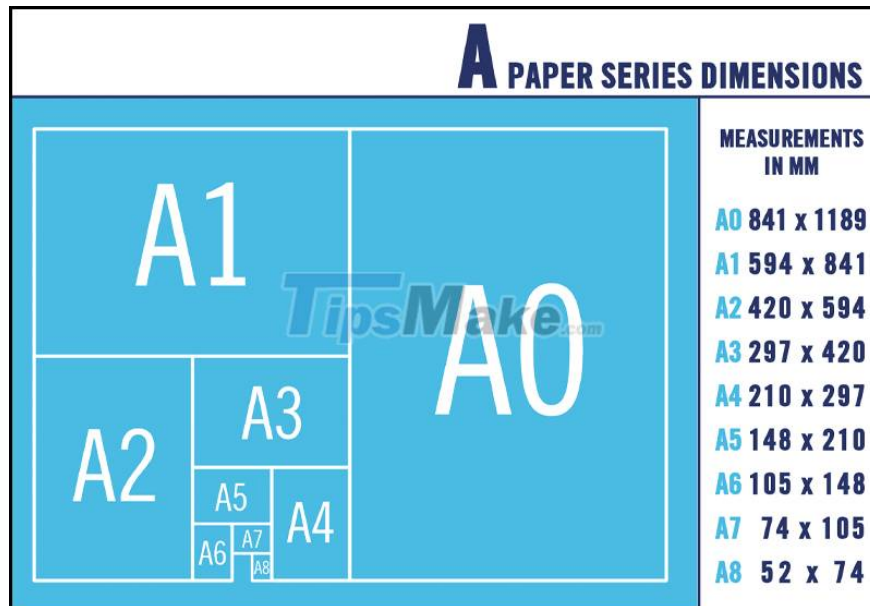 A PAPER SERIES DIMENSIONS
MEASUREMENTS
IN MM
A0 841 x 1189
A1 594 x 841
A2 420 x 594
A3 297 x 420
A4 210 x 297
A5 148 x 210
A6 105 x 148
A7 74 x 105
A8 52 x 74
A1
A0
TipsMake.com
A2
A3
A5
A4
A6
A7
A8